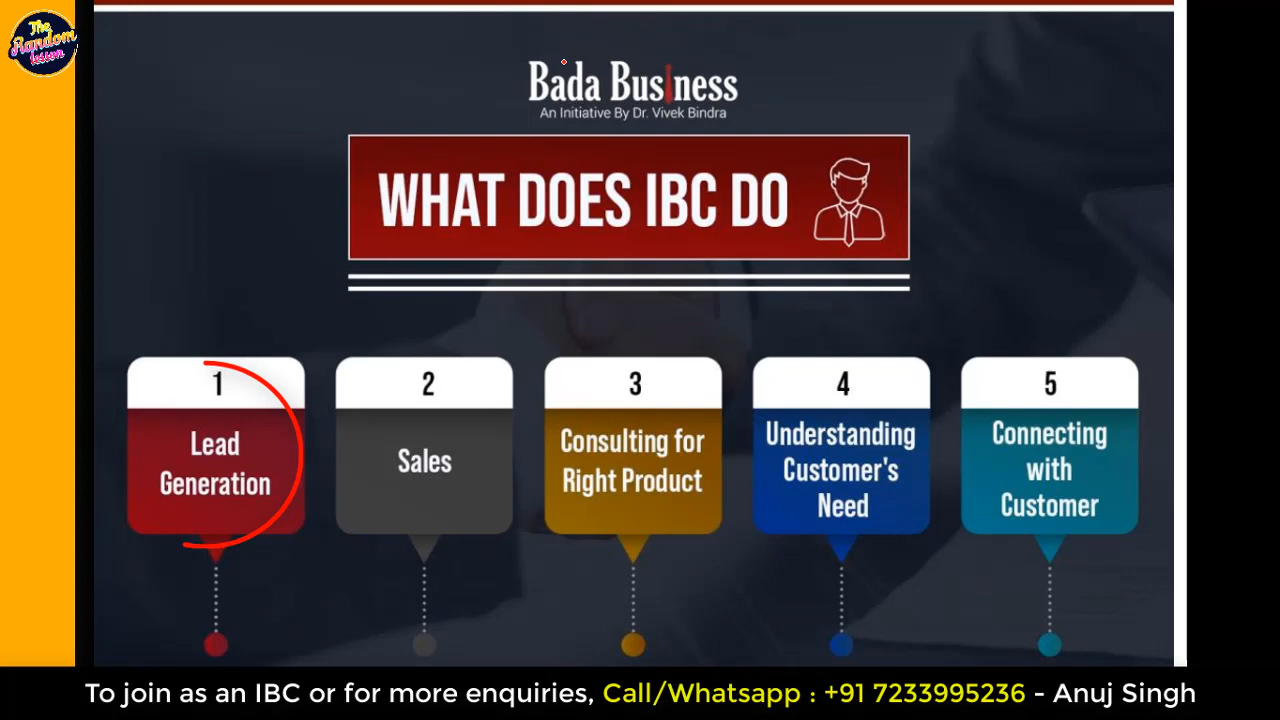 The
Random
lesson
Bada Business
An Initiative By Dr. Vivek Bindra
WHAT DOES IBC DO
1
Lead
Generation
2
Sales
3
Consulting for
Right Product
4
Understanding
Customer's
Need
5
Connecting
with
Customer
To join as an IBC or for more enquiries, Call/Whatsapp : +91 7233995236 - Anuj Singh